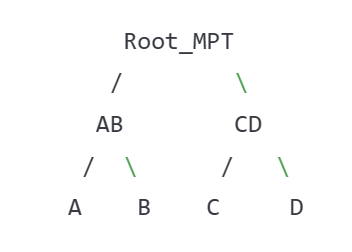 Root_MPT
/ \
AB CD
/ \ / \
A B C D